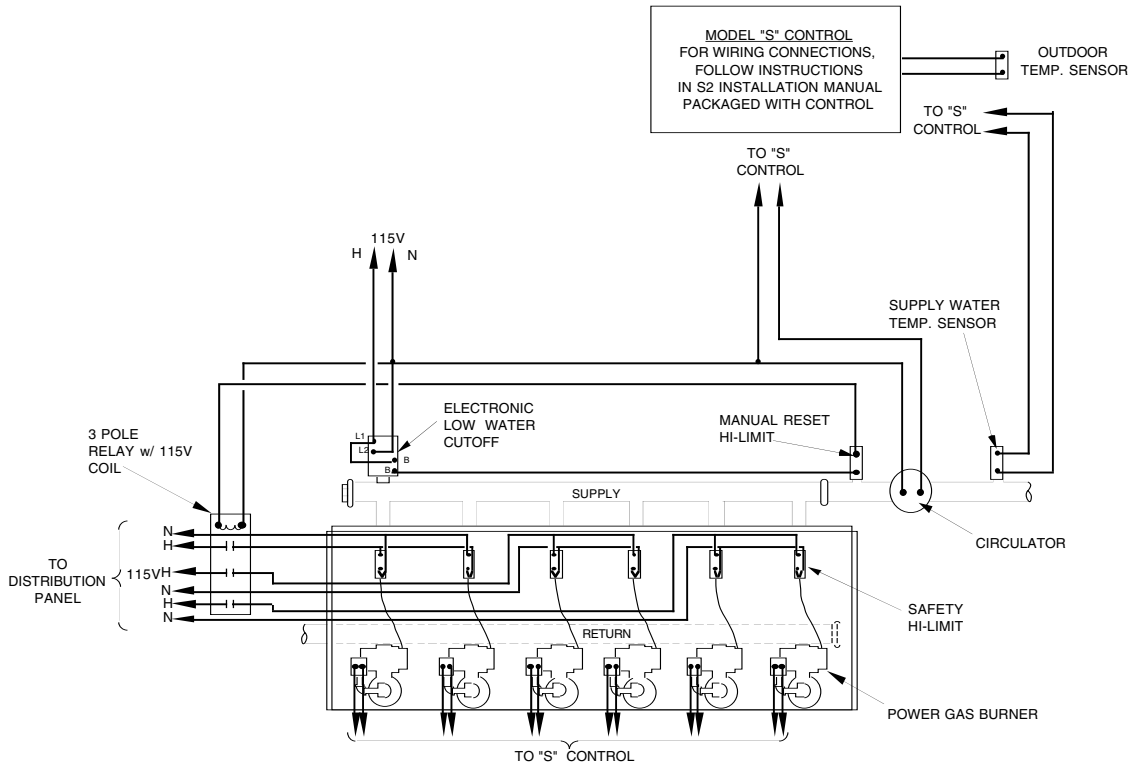 MODEL "S" CONTROL
FOR WIRING CONNECTIONS,
FOLLOW INSTRUCTIONS
IN S2 INSTALLATION MANUAL
PACKAGED WITH CONTROL
OUTDOOR
TEMP. SENSOR
TO "S"
CONTROL
TO "S"
CONTROL
115V
H
N
SUPPLY WATER
TEMP. SENSOR
ELECTRONIC
LOW WATER
CUTOFF
MANUAL RESET
HI-LIMIT
3 POLE
RELAY w/ 115V
COIL
L1
L2
B
B
SUPPLY
CIRCULATOR
TO
DISTRIBUTION
PANEL
115V
N
H
H
N
H
N
SAFETY
HI-LIMIT
RETURN
POWER GAS BURNER
TO "S" CONTROL